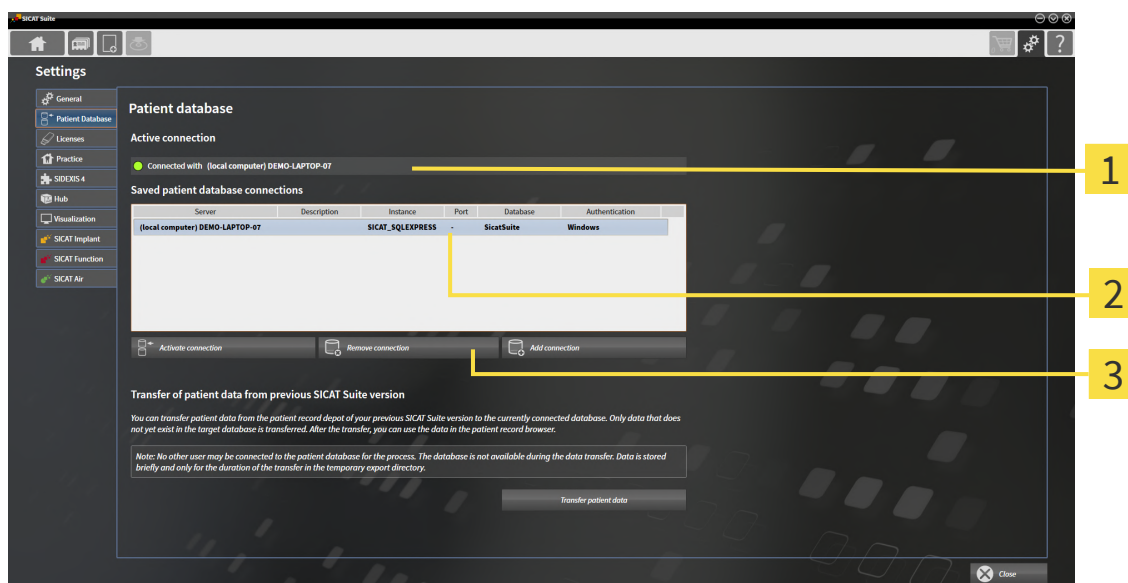 SICAT Suite
?
Settings
General
Patient Database
Licenses
Practice
SIDEXIS 4
Hub
Visualization
SICAT Implant
SICAT Function
SICAT Air
Patient database
Active connection
Connected with (local computer) DEMO-LAPTOP-07
Saved patient database connections
Server Description Instance Port Database Authentication
(local computer) DEMO-LAPTOP-07 SICAT_SQLEXPRESS - SicatSuite Windows
Activate connection Remove connection Add connection
Transfer of patient data from previous SICAT Suite version
You can transfer patient data from the patient record depot of your previous SICAT Suite version to the currently connected database. Only data that does
not yet exist in the target database is transferred. After the transfer, you can use the data in the patient record browser.
Note: No other user may be connected to the patient database for the process. The database is not available during the data transfer. Data is stored
briefly and only for the duration of the transfer in the temporary export directory.
Transfer patient data
Close
1
2
3